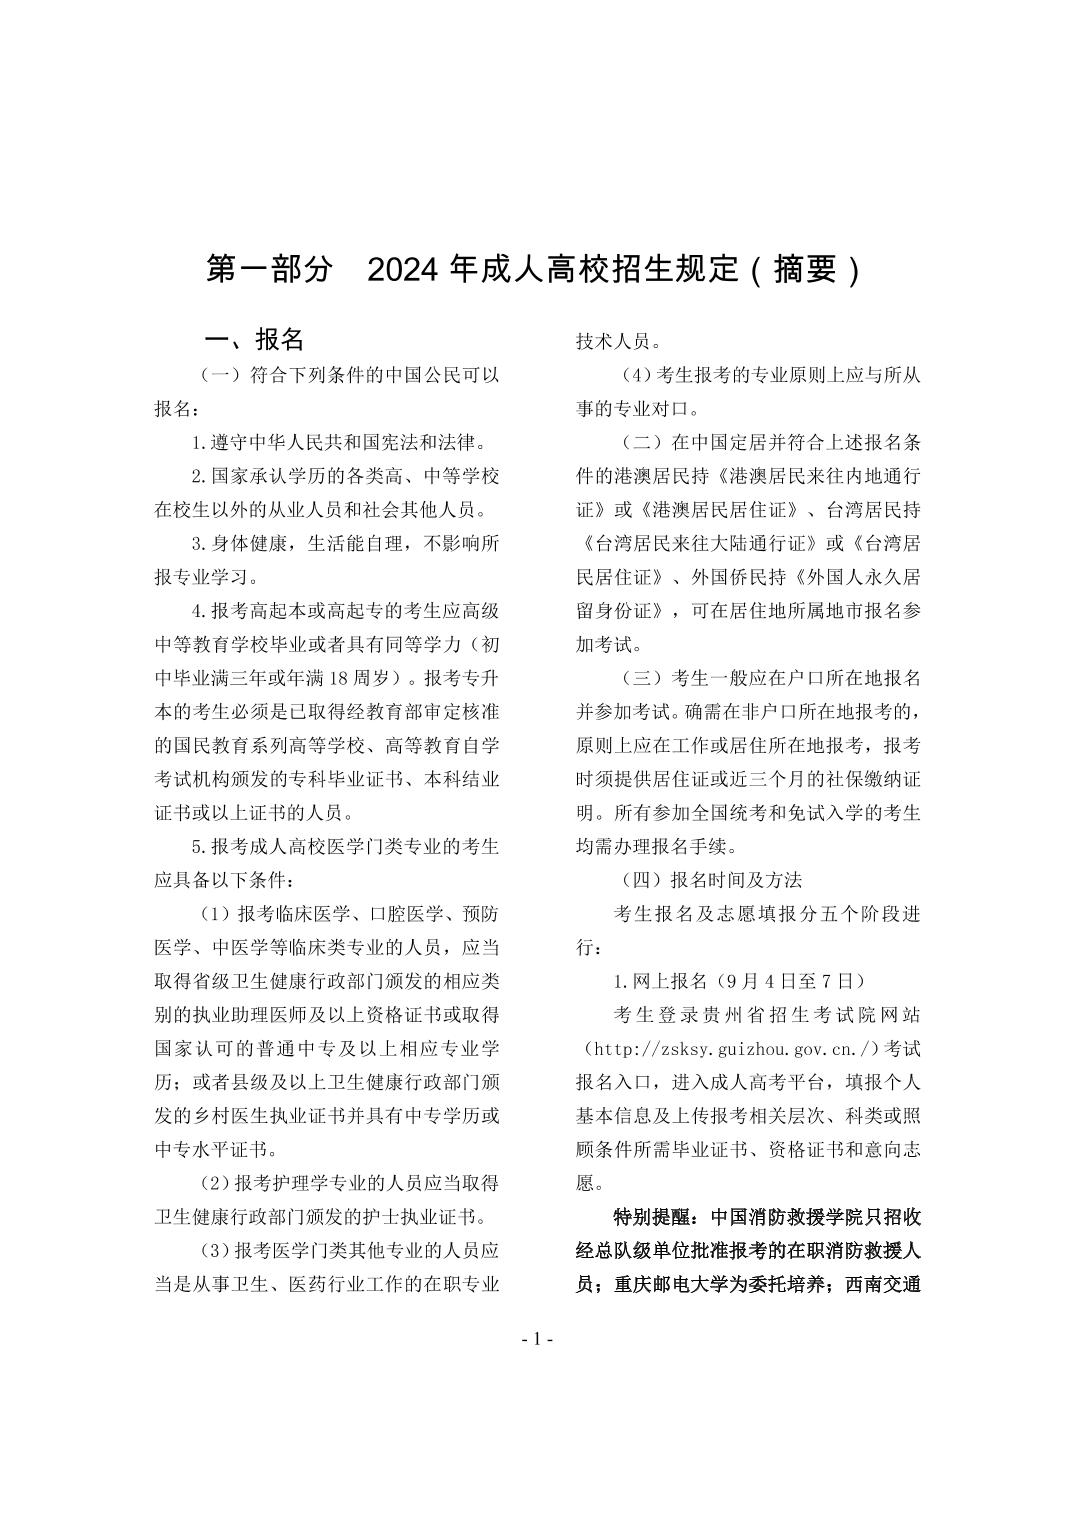 第一部分　2024 年成人高校招生规定（摘要）
一、报名
（一）符合下列条件的中国公民可以
报名：
1.遵守中华人民共和国宪法和法律。
2.国家承认学历的各类高、中等学校
在校生以外的从业人员和社会其他人员。
3.身体健康，生活能自理，不影响所
报专业学习。
4.报考高起本或高起专的考生应高级
中等教育学校毕业或者具有同等学力（初
中毕业满三年或年满 18 周岁）。报考专升
本的考生必须是已取得经教育部审定核准
的国民教育系列高等学校、高等教育自学
考试机构颁发的专科毕业证书、本科结业
证书或以上证书的人员。
5.报考成人高校医学门类专业的考生
应具备以下条件：
（1）报考临床医学、口腔医学、预防
医学、中医学等临床类专业的人员，应当
取得省级卫生健康行政部门颁发的相应类
别的执业助理医师及以上资格证书或取得
国家认可的普通中专及以上相应专业学
历；或者县级及以上卫生健康行政部门颁
发的乡村医生执业证书并具有中专学历或
中专水平证书。
（2）报考护理学专业的人员应当取得
卫生健康行政部门颁发的护士执业证书。
（3）报考医学门类其他专业的人员应
当是从事卫生、医药行业工作的在职专业
技术人员。
（4）考生报考的专业原则上应与所从
事的专业对口。
（二）在中国定居并符合上述报名条
件的港澳居民持《港澳居民来往内地通行
证》或《港澳居民居住证》、台湾居民持
《台湾居民来往大陆通行证》或《台湾居
民居住证》、外国侨民持《外国人永久居
留身份证》，可在居住地所属地市报名参
加考试。
（三）考生一般应在户口所在地报名
并参加考试。确需在非户口所在地报考的，
原则上应在工作或居住所在地报考，报考
时须提供居住证或近三个月的社保缴纳证
明。所有参加全国统考和免试入学的考生
均需办理报名手续。
（四）报名时间及方法
考生报名及志愿填报分五个阶段进
行：
1.网上报名（9 月 4 日至 7 日）
考生登录贵州省招生考试院网站
（http://zsksy.guizhou.gov.cn./）考试
报名入口，进入成人高考平台，填报个人
基本信息及上传报考相关层次、科类或照
顾条件所需毕业证书、资格证书和意向志
愿。
特别提醒：中国消防救援学院只招收
经总队级单位批准报考的在职消防救援人
员；重庆邮电大学为委托培养；西南交通
- 1 -